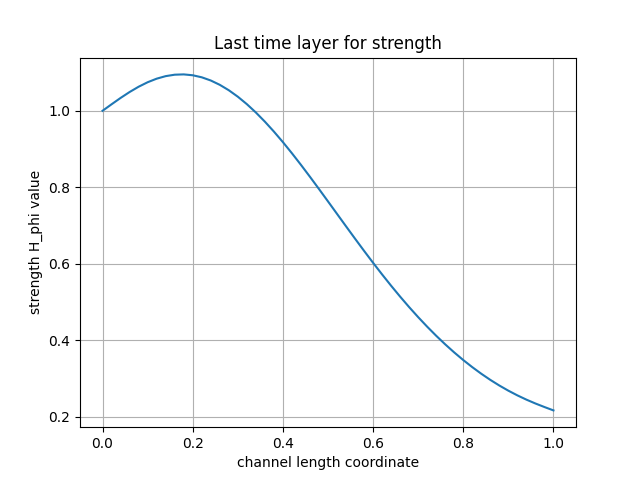 Last time layer for strength
strength H_phi value
1.0
0.8
0.6
0.4
0.2
0.0 0.2 0.4 0.6 0.8 1.0
channel length coordinate